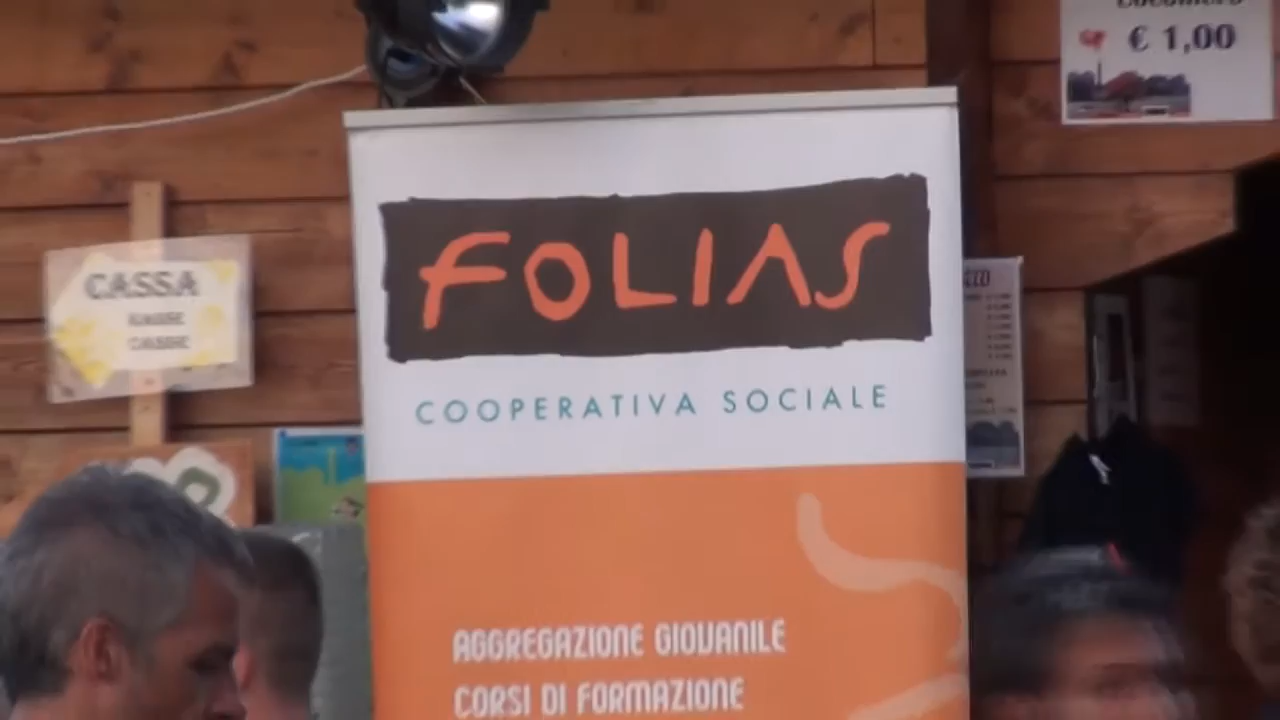 € 1,00
FOLIAS
CASSA
COOPERATIVA SOCIALE
AGGREGAZIONE GIOVANILE
CORSI DI FORMAZIONE